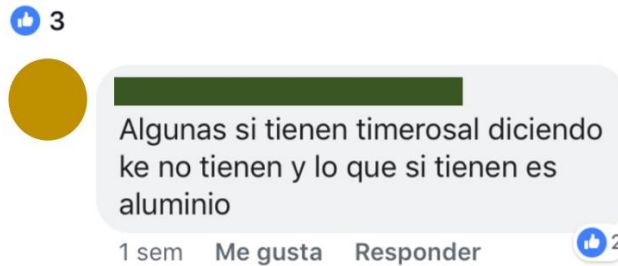 3
Algunas si tienen timerosal diciendo
ke no tienen y lo que si tienen es
aluminio
1 sem Me gusta Responder
2